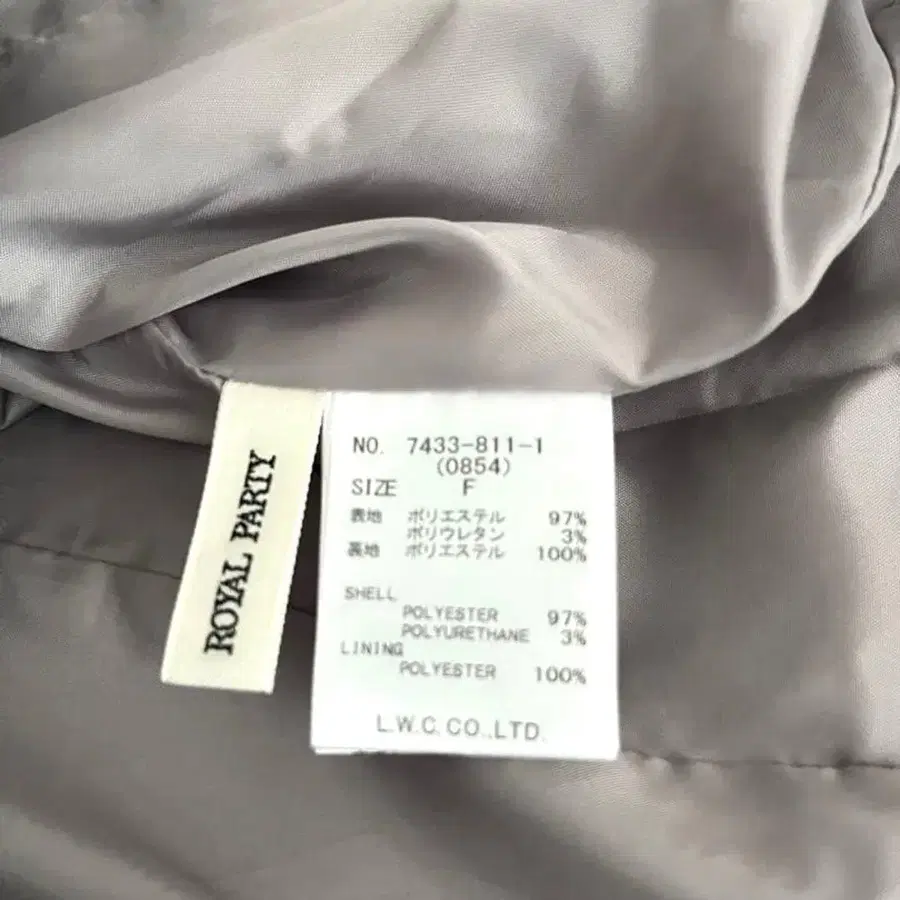 ROYAL PARTY
NO. 7433-811-1
(0854)
SIZE F
表地 ポリエステル 97%
ポリウレタン 3%
裏地 ポリエステル 100%
SHELL
POLYESTER 97%
POLYURETHANE 3%
LINING
POLYESTER 100%
L.W.C.CO.,LTD.